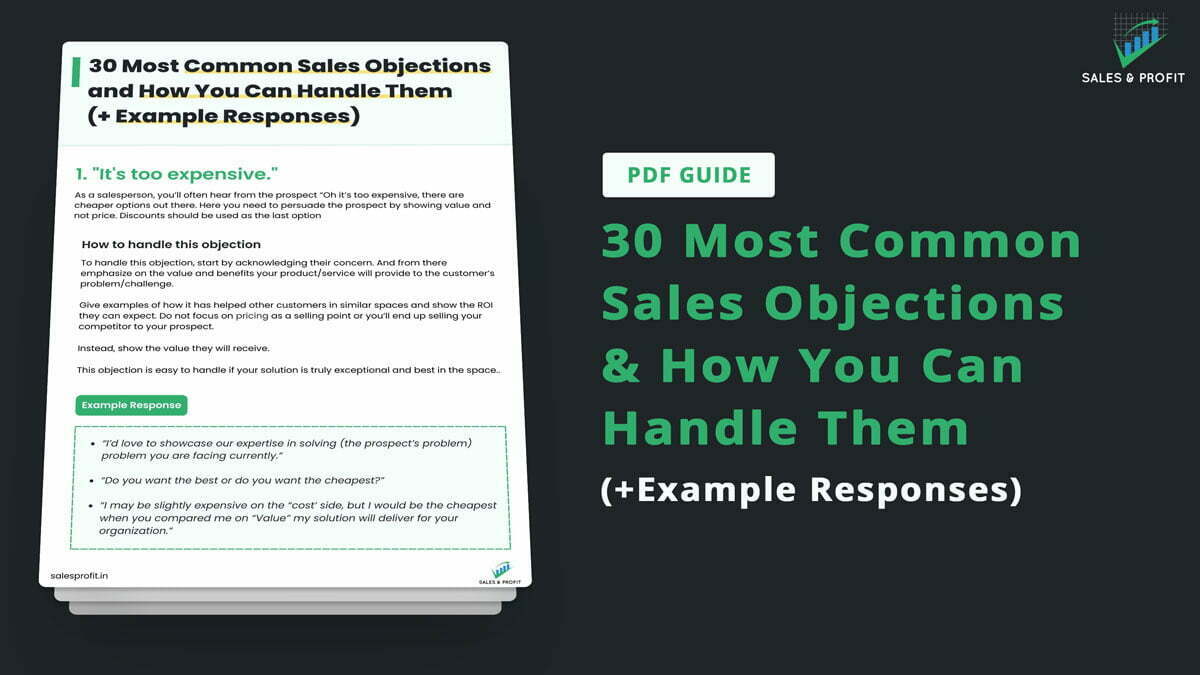 30 Most Common Sales Objections
and How You Can Handle Them
(+ Example Responses)
1. "It's too expensive."
As a salesperson, you'll often hear from the prospect "Oh it's too expensive, there are
cheaper options out there. Here you need to persuade the prospect by showing value and
not price. Discounts should be used as the last option
How to handle this objection
To handle this objection, start by acknowledging their concern. And from there
emphasize on the value and benefits your product/service will provide to the customer's
problem/challenge.
Give examples of how it has helped other customers in similar spaces and show the ROI
they can expect. Do not focus on pricing as a selling point or you'll end up selling your
competitor to your prospect.
Instead, show the value they will receive.
This objection is easy to handle if your solution is truly exceptional and best in the space..
Example Response
• "I'd love to showcase our expertise in solving (the prospect's problem)
problem you are facing currently."
• "Do you want the best or do you want the cheapest?"
• "I may be slightly expensive on the "cost' side, but I would be the cheapest
when you compared me on "Value" my solution will deliver for your
organization."
salesprofit.in
SALES & PROFIT
SALES & PROFIT
PDF GUIDE
30 Most Common
Sales Objections
& How You Can
Handle Them
(+Example Responses)